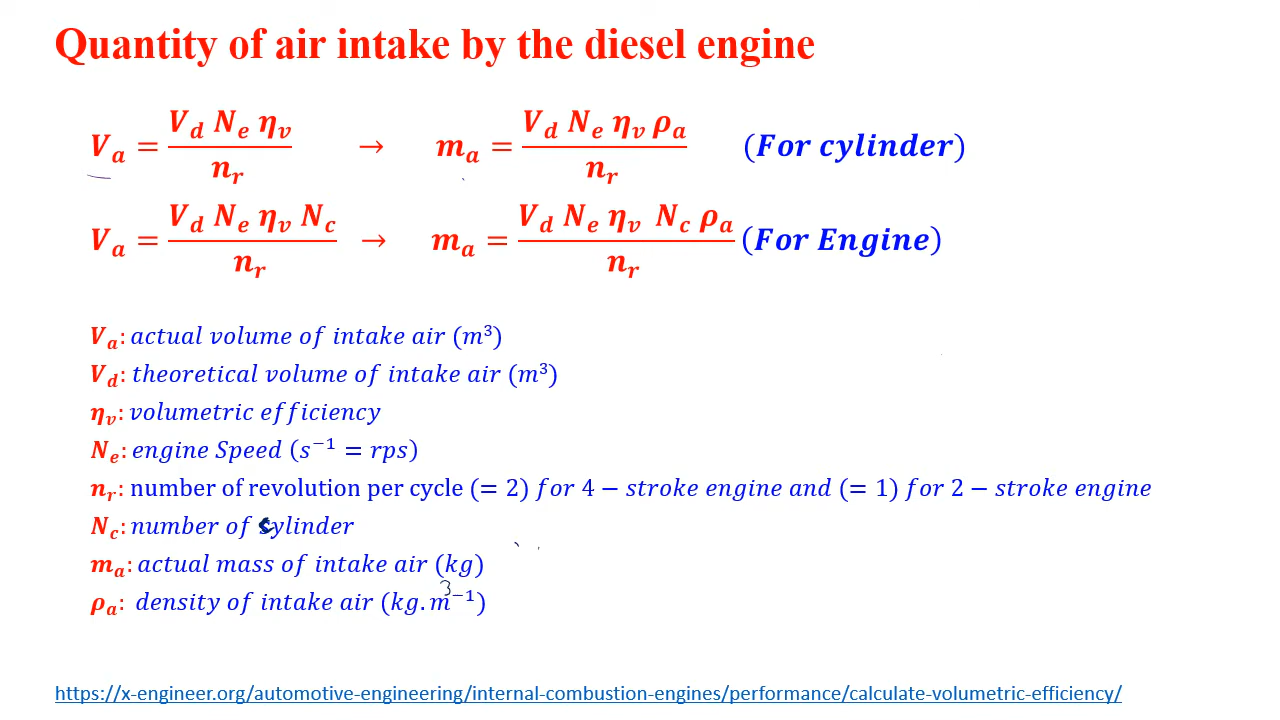 Quantity of air intake by the diesel engine
V_a = (V_d N_e η_v) / n_r → m_a = (V_d N_e η_v ρ_a) / n_r (For cylinder)
V_a = (V_d N_e η_v N_c) / n_r → m_a = (V_d N_e η_v N_c ρ_a) / n_r (For Engine)
V_a: actual volume of intake air (m³)
V_d: theoretical volume of intake air (m³)
η_v: volumetric efficiency
N_e: engine Speed (s⁻¹ = rps)
n_r: number of revolution per cycle (= 2) for 4 − stroke engine and (= 1) for 2 − stroke engine
N_c: number of cylinder
m_a: actual mass of intake air (kg)
3
ρ_a: density of intake air (kg. m⁻¹)
https://x-engineer.org/automotive-engineering/internal-combustion-engines/performance/calculate-volumetric-efficiency/